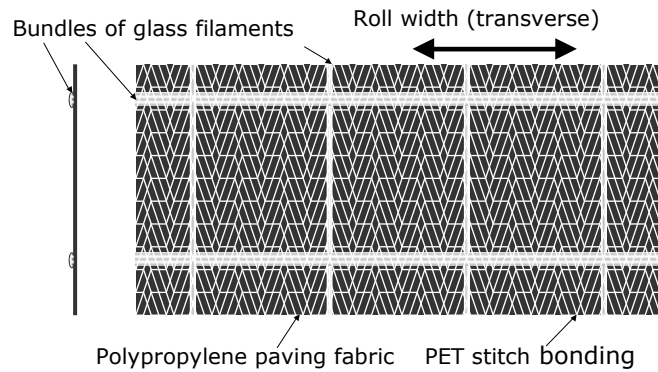 Bundles of glass filaments
Roll width (transverse)
Polypropylene paving fabric
PET stitch bonding